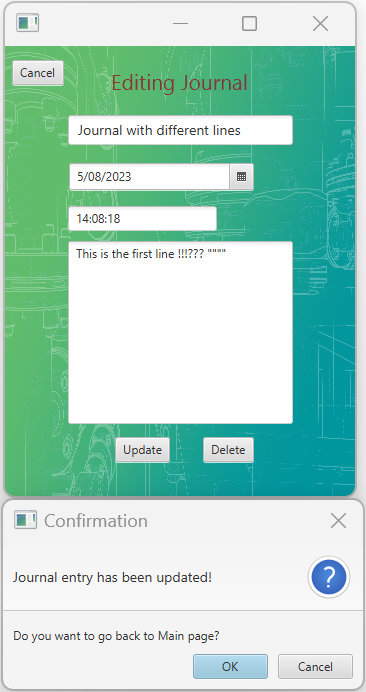 Cancel
Editing Journal
Journal with different lines
5/08/2023
14:08:18
This is the first line !!!??? """"
Update
Delete
Confirmation
Journal entry has been updated!
?
Do you want to go back to Main page?
OK
Cancel